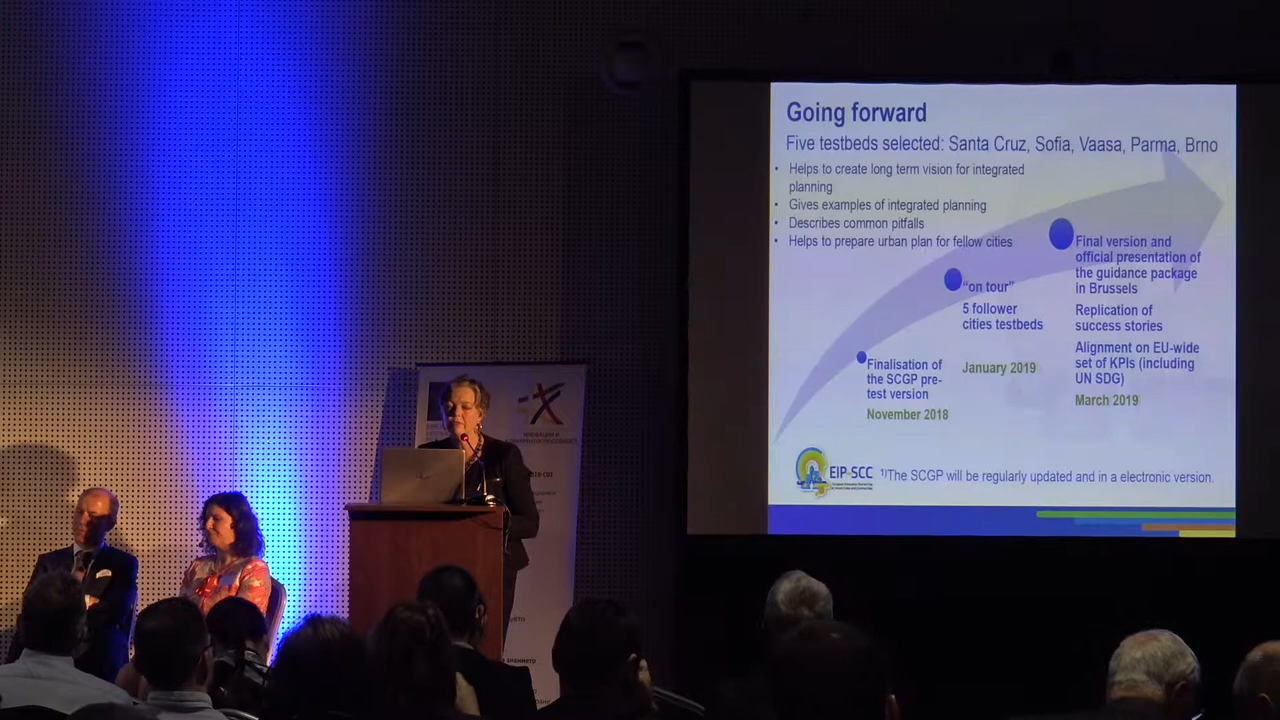 Going forward
Five testbeds selected: Santa Cruz, Sofia, Vaasa, Parma, Brno
• Helps to create long term vision for integrated
planning
• Gives examples of integrated planning
• Describes common pitfalls
• Helps to prepare urban plan for fellow cities
Final version and
official presentation of
the guidance package
in Brussels
Replication of
success stories
Alignment on EU-wide
set of KPIs (including
UN SDG)
March 2019
"on tour"
5 follower
cities testbeds
January 2019
Finalisation of
the SCGP pre-
test version
November 2018
EIP-SCC
1)The SCGP will be regularly updated and in a electronic version.
ИНОВАЦИИ И